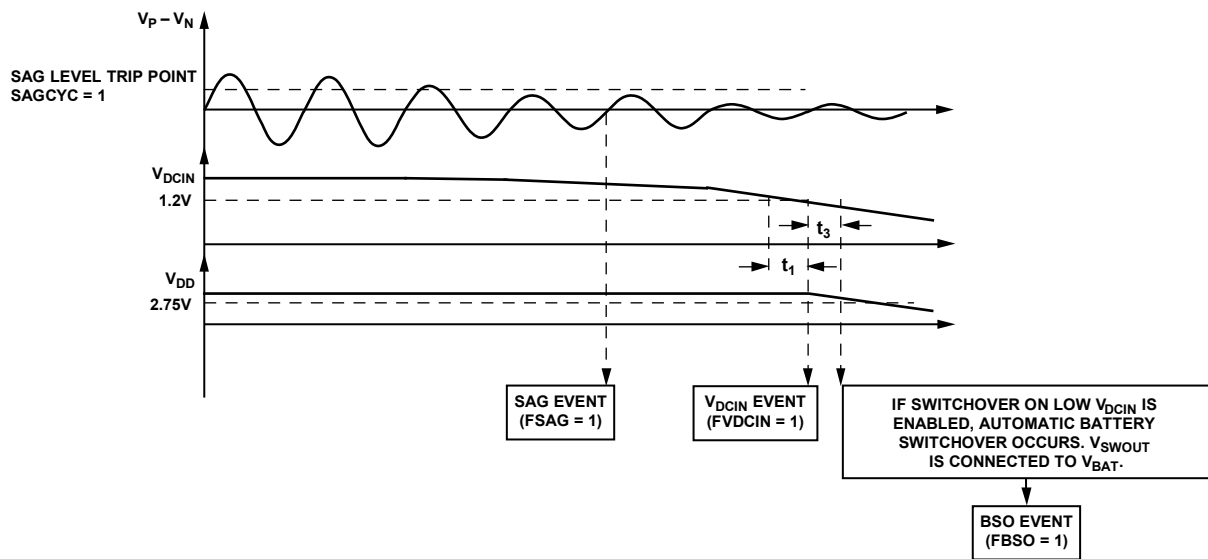 VP – VN
SAG LEVEL TRIP POINT
SAGCYC = 1
VDCIN
1.2V
t3
t1
VDD
2.75V
SAG EVENT
(FSAG = 1)
VDCIN EVENT
(FVDCIN = 1)
IF SWITCHOVER ON LOW VDCIN IS
ENABLED, AUTOMATIC BATTERY
SWITCHOVER OCCURS. VSWOUT
IS CONNECTED TO VBAT.
BSO EVENT
(FBSO = 1)